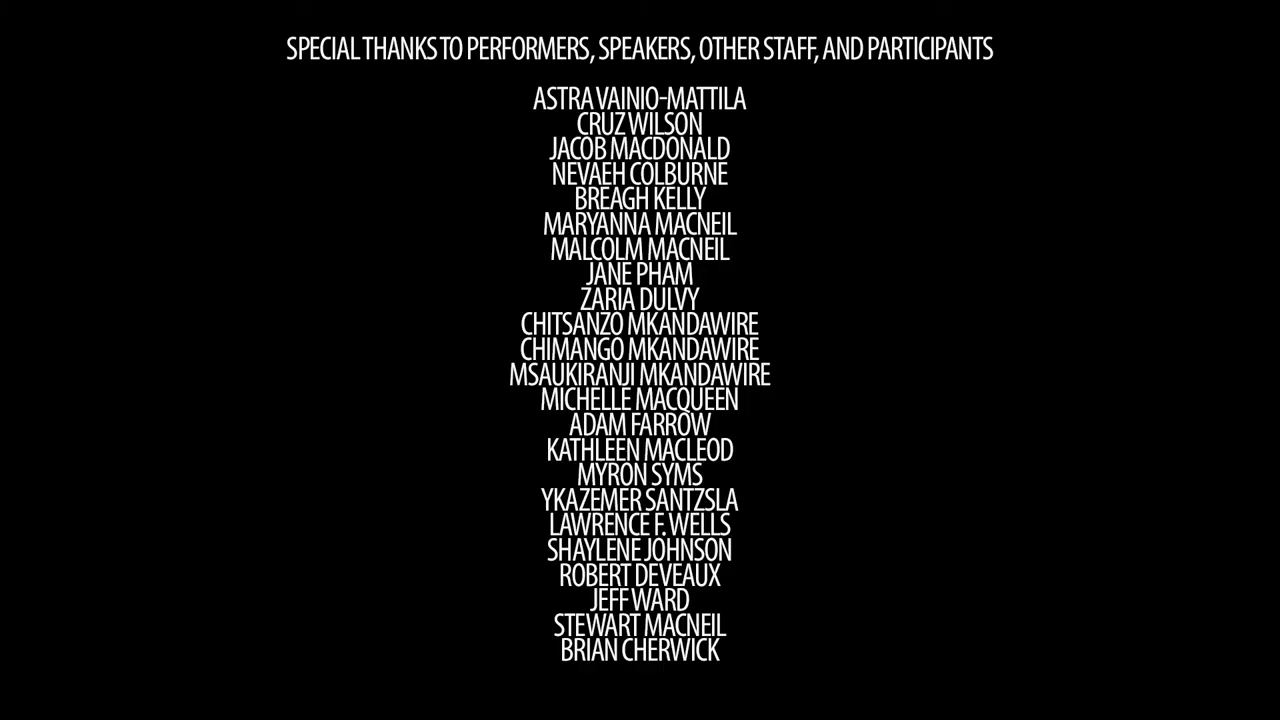 SPECIAL THANKS TO PERFORMERS, SPEAKERS, OTHER STAFF, AND PARTICIPANTS
ASTRA VAINIO-MATTILA
CRUZ WILSON
JACOB MACDONALD
NEVAEH COLBURNE
BREAGH KELLY
MARYANNA MACNEIL
MALCOLM MACNEIL
JANE PHAM
ZARIA DULVY
CHITSANZO MKANDAWIRE
CHIMANGO MKANDAWIRE
MSAUKIRANJI MKANDAWIRE
MICHELLE MACQUEEN
ADAM FARROW
KATHLEEN MACLEOD
MYRON SYMS
YKAZEMER SANTZSLA
LAWRENCE F. WELLS
SHAYLENE JOHNSON
ROBERT DEVEAUX
JEFF WARD
STEWART MACNEIL
BRIAN CHERWICK